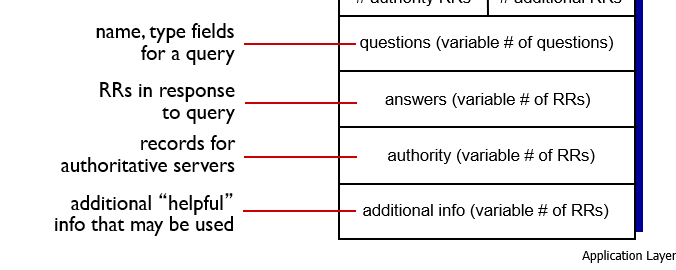 # authority RRs # additional RRs
name, type fields
for a query
questions (variable # of questions)
RRs in response
to query
answers (variable # of RRs)
records for
authoritative servers
authority (variable # of RRs)
additional “helpful”
info that may be used
additional info (variable # of RRs)
Application Layer